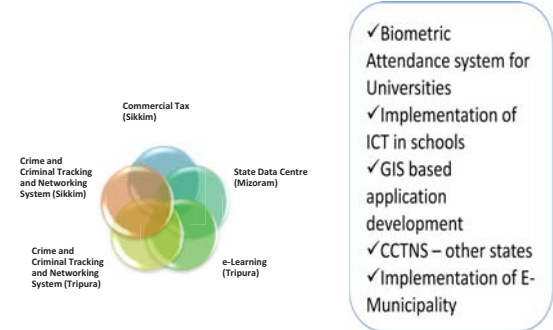 Commercial Tax
(Sikkim)
Crime and
Criminal Tracking
and Networking
System (Sikkim)
State Data Centre
(Mizoram)
Crime and
Criminal Tracking
and Networking
System (Tripura)
e-Learning
(Tripura)
✓Biometric
Attendance system for
Universities
✓Implementation of
ICT in schools
✓GIS based
application
development
✓CCTNS – other states
✓Implementation of E-
Municipality